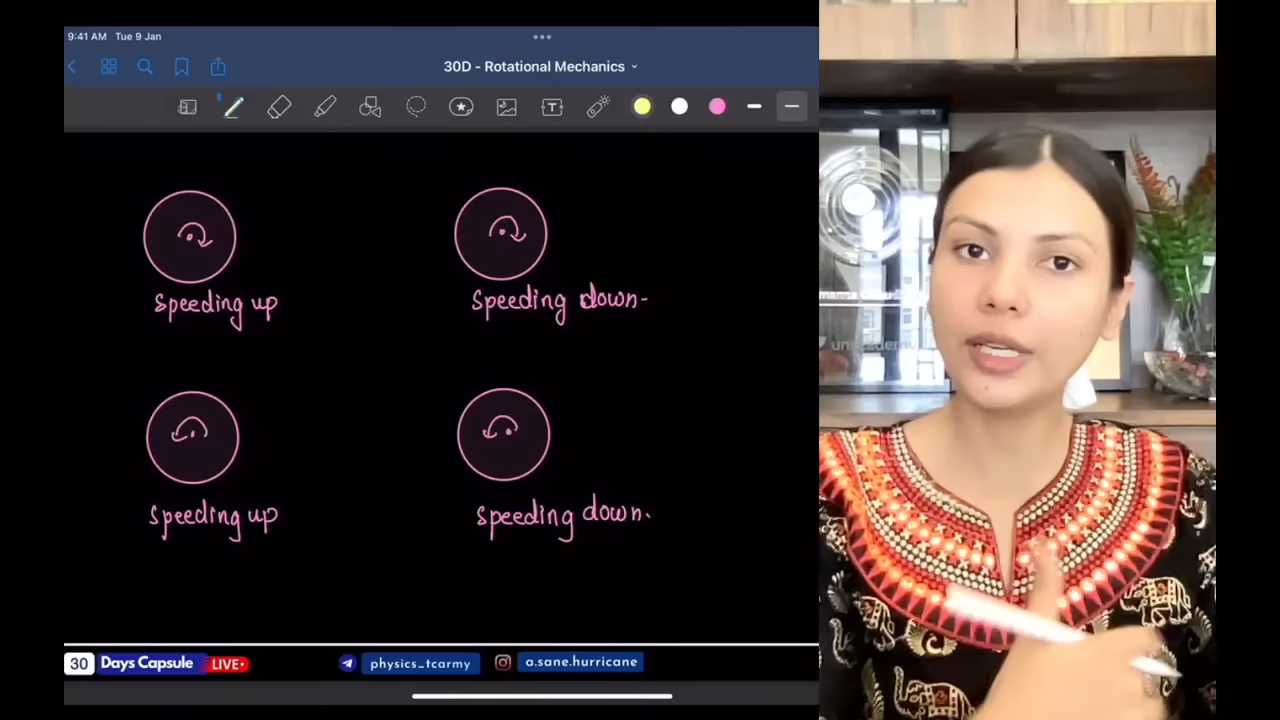 9:41 AM Tue 9 Jan
30D - Rotational Mechanics
T
speeding up
speeding down-
speeding up
speeding down.
30 Days Capsule LIVE
physics_tcarmy
a.sane.hurricane